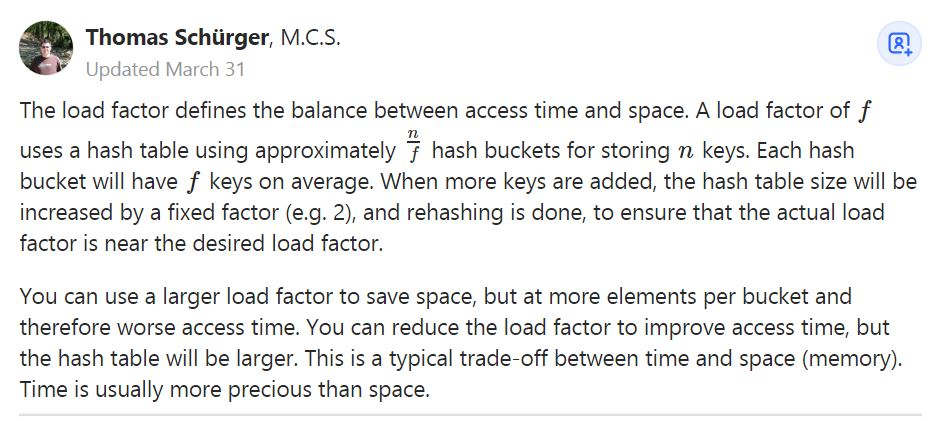 Thomas Schürger, M.C.S.
Updated March 31
The load factor defines the balance between access time and space. A load factor of f
uses a hash table using approximately n/f hash buckets for storing n keys. Each hash
bucket will have f keys on average. When more keys are added, the hash table size will be
increased by a fixed factor (e.g. 2), and rehashing is done, to ensure that the actual load
factor is near the desired load factor.
You can use a larger load factor to save space, but at more elements per bucket and
therefore worse access time. You can reduce the load factor to improve access time, but
the hash table will be larger. This is a typical trade-off between time and space (memory).
Time is usually more precious than space.